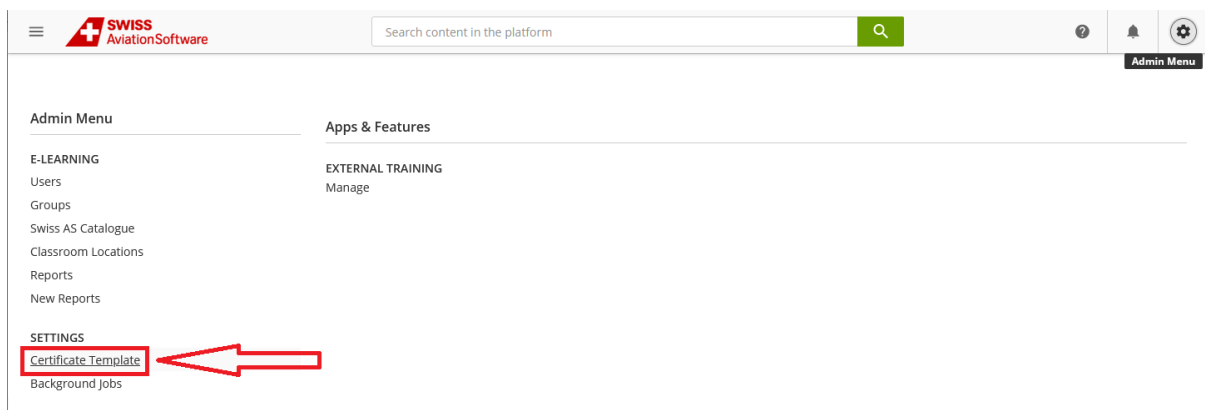 SWISS
AviationSoftware
Search content in the platform
Admin Menu
Admin Menu
E-LEARNING
Users
Groups
Swiss AS Catalogue
Classroom Locations
Reports
New Reports
SETTINGS
Certificate Template
Background Jobs
Apps & Features
EXTERNAL TRAINING
Manage